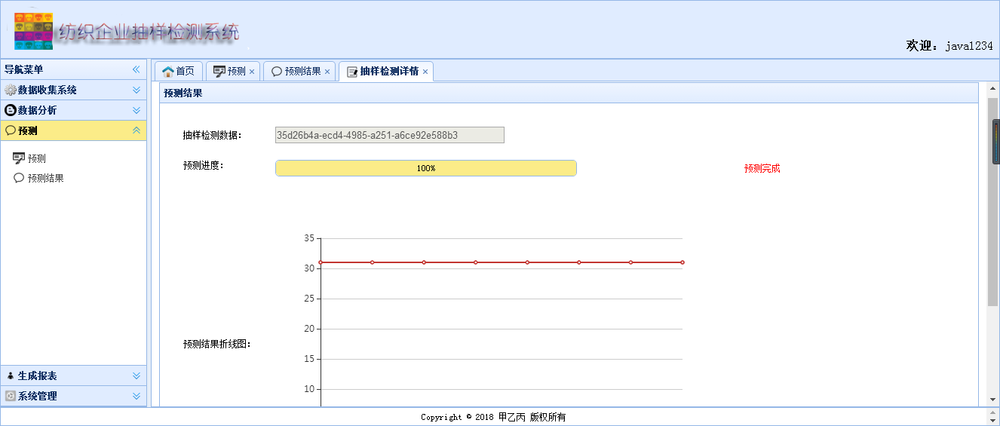 纺织企业抽样检测系统
欢迎：java1234
导航菜单
数据收集系统
数据分析
预测
预测
预测结果
生成报表
系统管理
首页 预测 预测结果 抽样检测详情
预测结果
抽样检测数据：
35d26b4a-ecd4-4985-a251-a6ce92e588b3
预测进度：
100%
预测完成
预测结果折线图：
35
30
25
20
15
10
Copyright © 2018 甲乙丙 版权所有